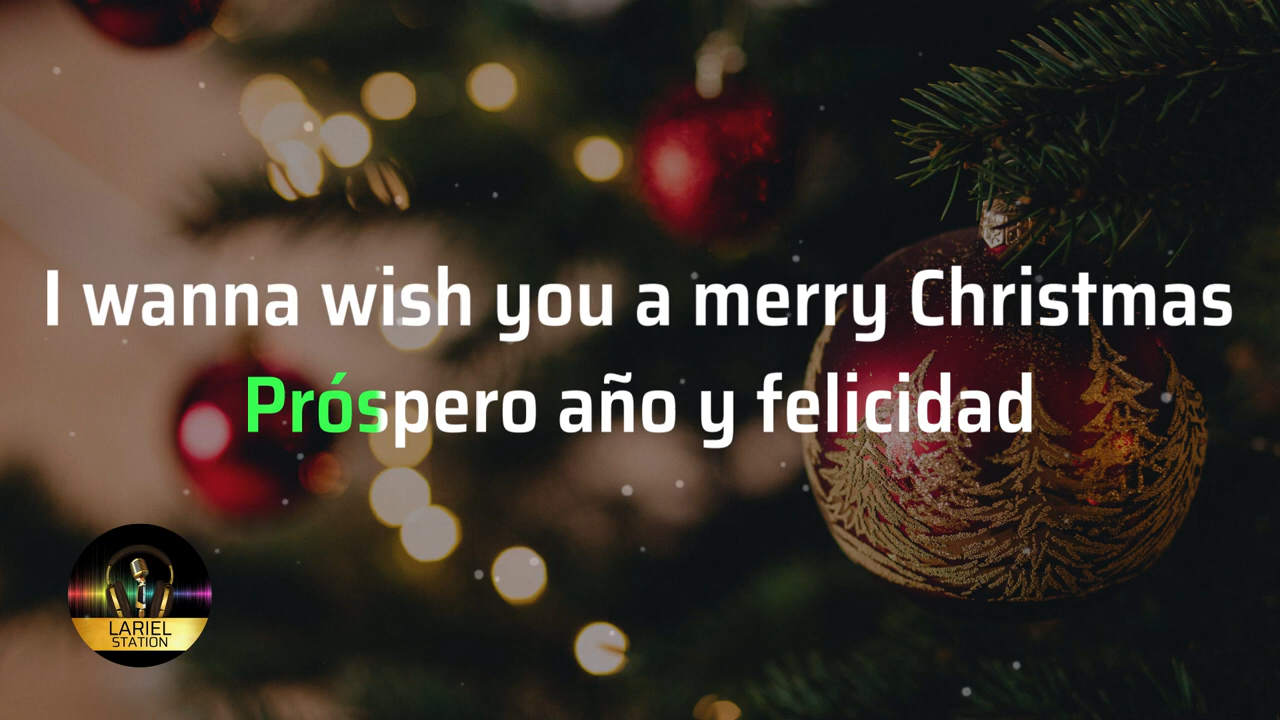 I wanna wish you a merry Christmas
Próspero año y felicidad
LARIEL
STATION